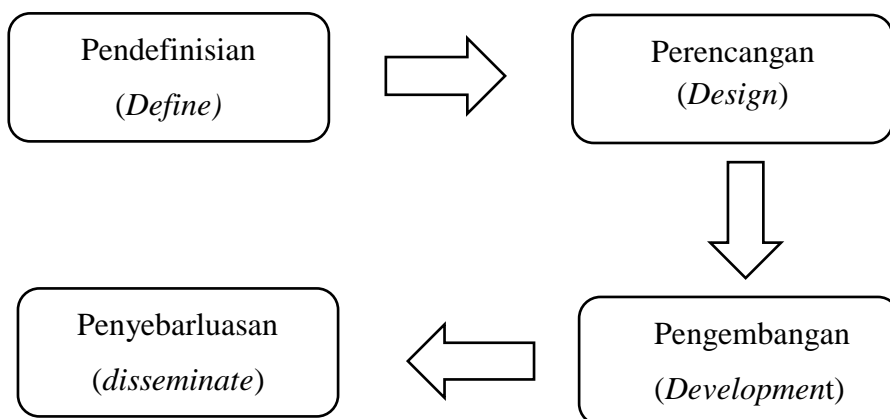 Pendefinisian
(Define)
Perencangan
(Design)
Pengembangan
(Development)
Penyebarluasan
(disseminate)